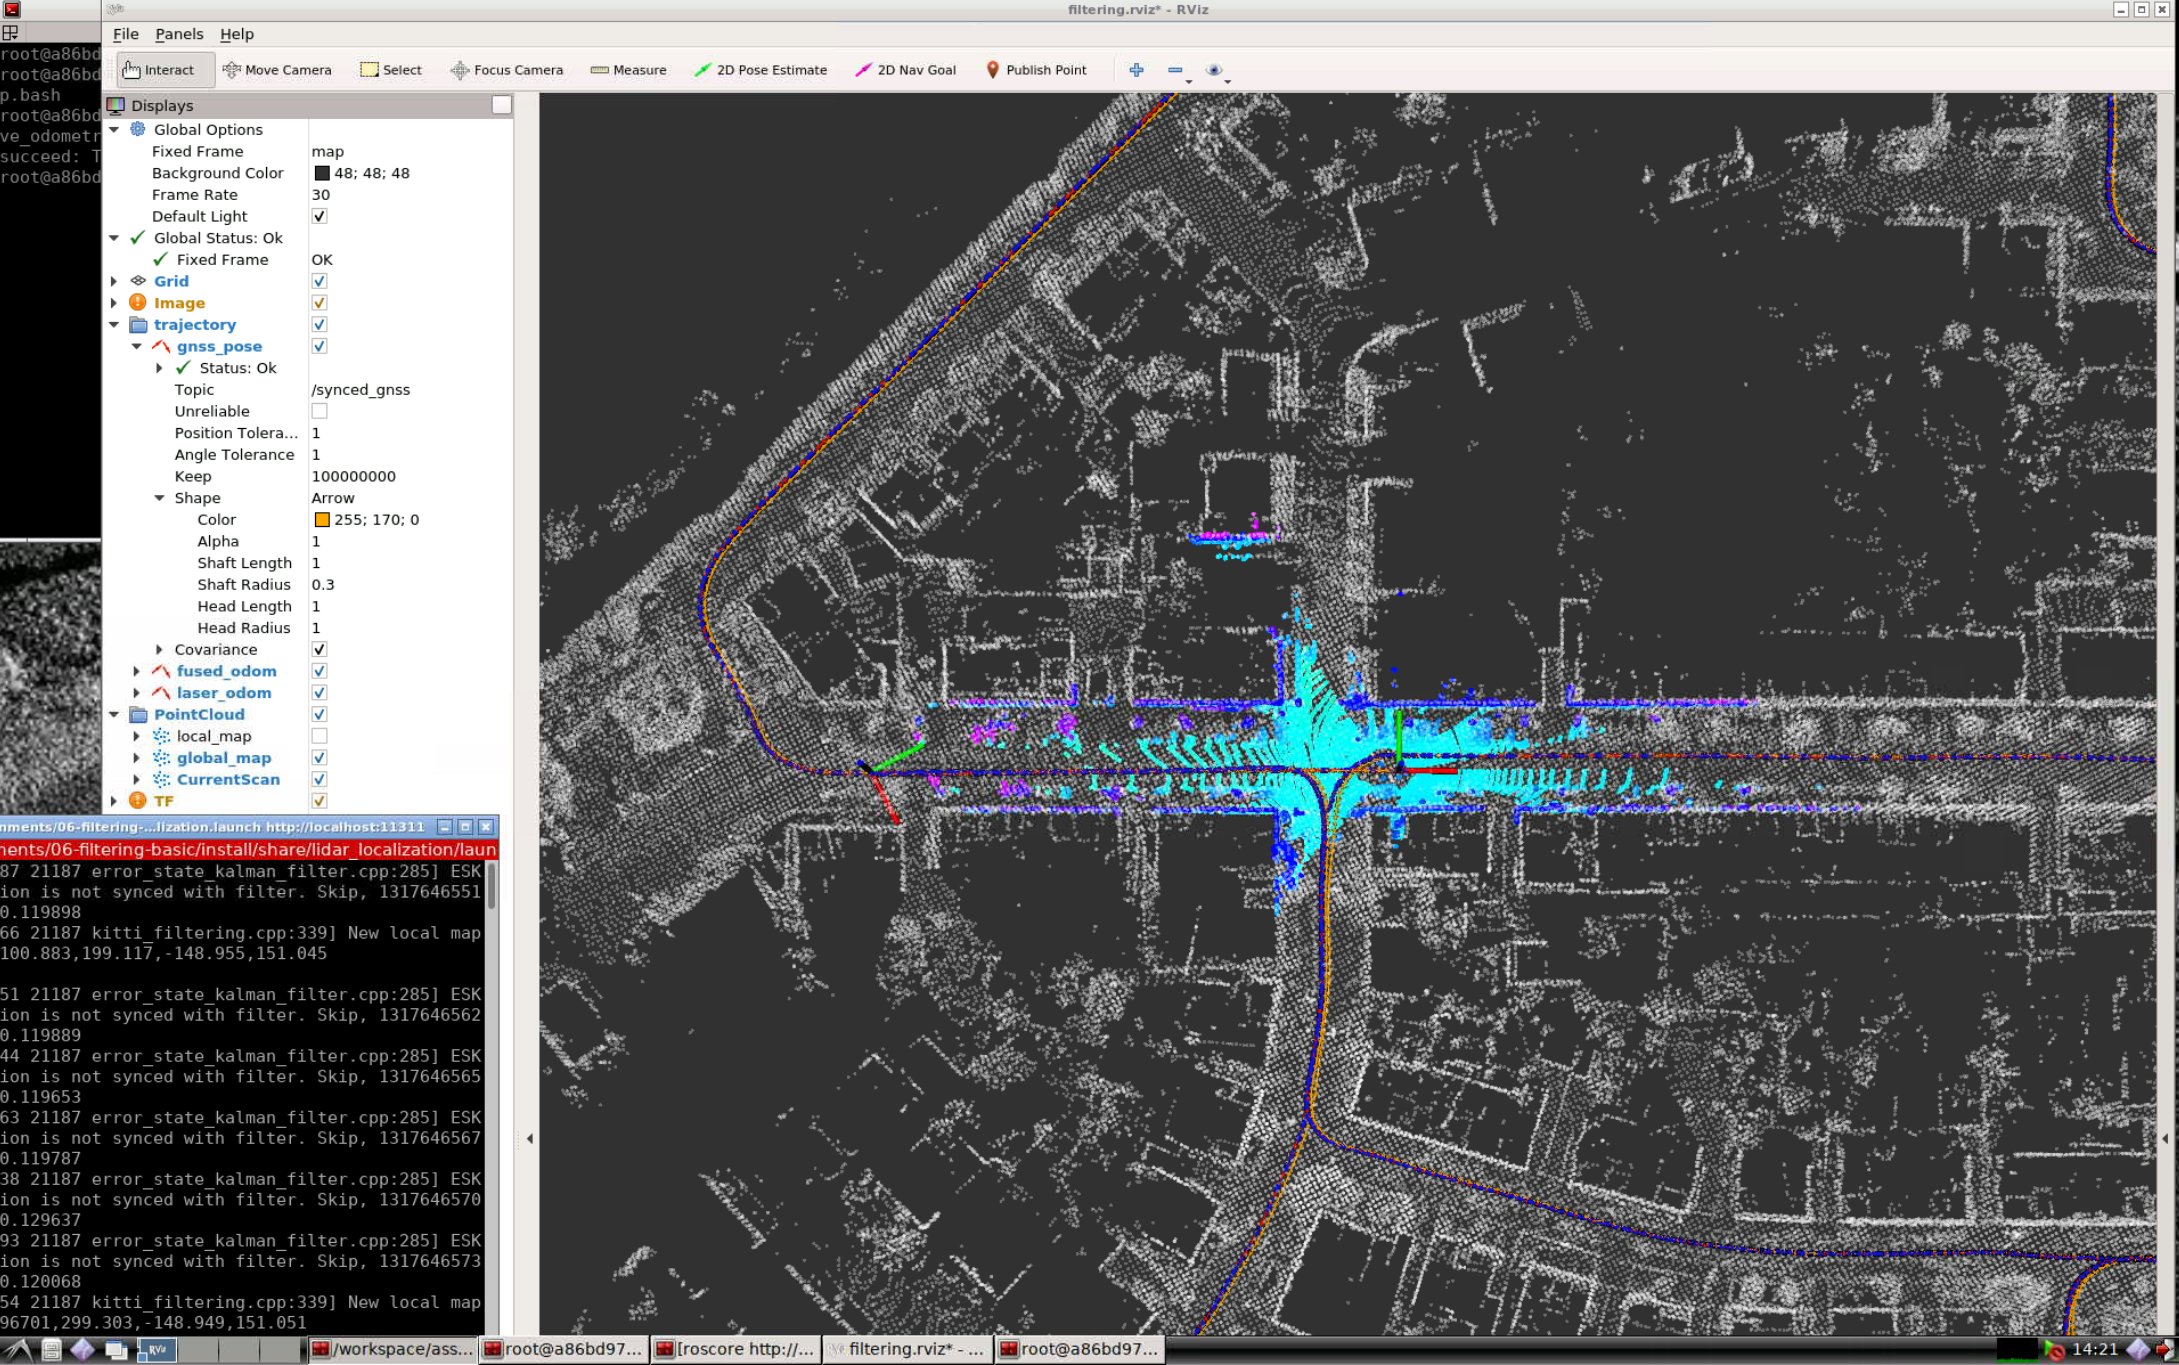 filtering.rviz* - RViz
File Panels Help
Interact Move Camera Select Focus Camera Measure 2D Pose Estimate 2D Nav Goal Publish Point
root@a86bd
root@a86bd
p.bash
root@a86bd
ve_odometr
succeed: T
root@a86bd
Displays
Global Options
Fixed Frame map
Background Color 48; 48; 48
Frame Rate 30
Default Light
Global Status: Ok
Fixed Frame OK
Grid
Image
trajectory
gnss_pose
Status: Ok
Topic /synced_gnss
Unreliable
Position Tolera... 1
Angle Tolerance 1
Keep 100000000
Shape Arrow
Color 255; 170; 0
Alpha 1
Shaft Length 1
Shaft Radius 0.3
Head Length 1
Head Radius 1
Covariance
fused_odom
laser_odom
PointCloud
local_map
global_map
CurrentScan
TF
nments/06-filtering-...lization.launch http://localhost:11311
ments/06-filtering-basic/install/share/lidar_localization/laun
87 21187 error_state_kalman_filter.cpp:285] ESK
ion is not synced with filter. Skip, 1317646551
0.119898
66 21187 kitti_filtering.cpp:339] New local map
100.883,199.117,-148.955,151.045
51 21187 error_state_kalman_filter.cpp:285] ESK
ion is not synced with filter. Skip, 1317646562
0.119889
44 21187 error_state_kalman_filter.cpp:285] ESK
ion is not synced with filter. Skip, 1317646565
0.119653
63 21187 error_state_kalman_filter.cpp:285] ESK
ion is not synced with filter. Skip, 1317646567
0.119787
38 21187 error_state_kalman_filter.cpp:285] ESK
ion is not synced with filter. Skip, 1317646570
0.129637
93 21187 error_state_kalman_filter.cpp:285] ESK
ion is not synced with filter. Skip, 1317646573
0.120068
54 21187 kitti_filtering.cpp:339] New local map
96701,299.303,-148.949,151.051
RViz /workspace/ass... root@a86bd97... [roscore http://... filtering.rviz* - ... root@a86bd97... 14:21